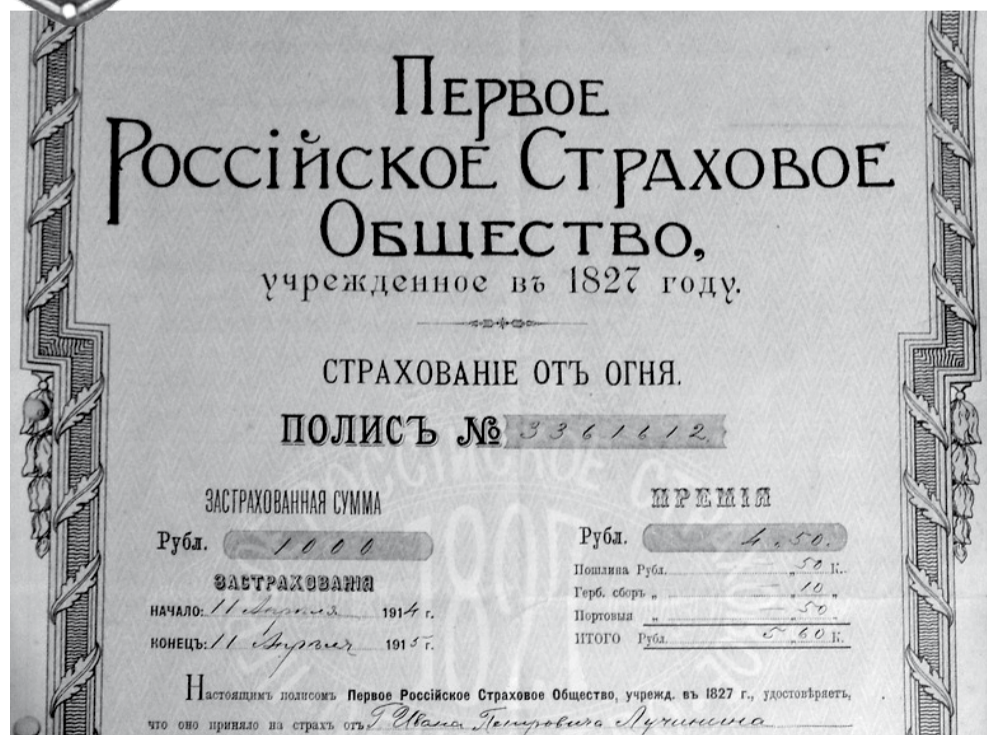 Первое
Россійское Страховое
Общество,
учрежденное въ 1827 году.
СТРАХОВАНІЕ ОТЪ ОГНЯ.
ПОЛИСЪ № 3361612
ЗАСТРАХОВАННАЯ СУММА
Рубл. 1000
ЗАСТРАХОВАНІЯ
НАЧАЛО: 11 Апреля 1914 г.
КОНЕЦЪ: 11 Апреля 1915 г.
ПРЕМІЯ
Рубл. 4.50.
Пошлина Рубл. — „50 К.
Герб. сборъ „ — „10 „
Портовыя „ — „50 „
ИТОГО Рубл. 5 „60 К.
Настоящимъ полисомъ Первое Россійское Страховое Общество, учрежд. въ 1827 г., удостовѣряетъ,
что оно приняло на страхъ отъ Г. Ивана Петровича Лучинина